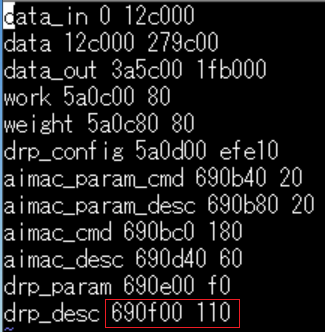 data_in 0 12c000
data 12c000 279c00
data_out 3a5c00 1fb000
work 5a0c00 80
weight 5a0c80 80
drp_config 5a0d00 efe10
aimac_param_cmd 690b40 20
aimac_param_desc 690b80 20
aimac_cmd 690bc0 180
aimac_desc 690d40 60
drp_param 690e00 f0
drp_desc 690f00 110
~